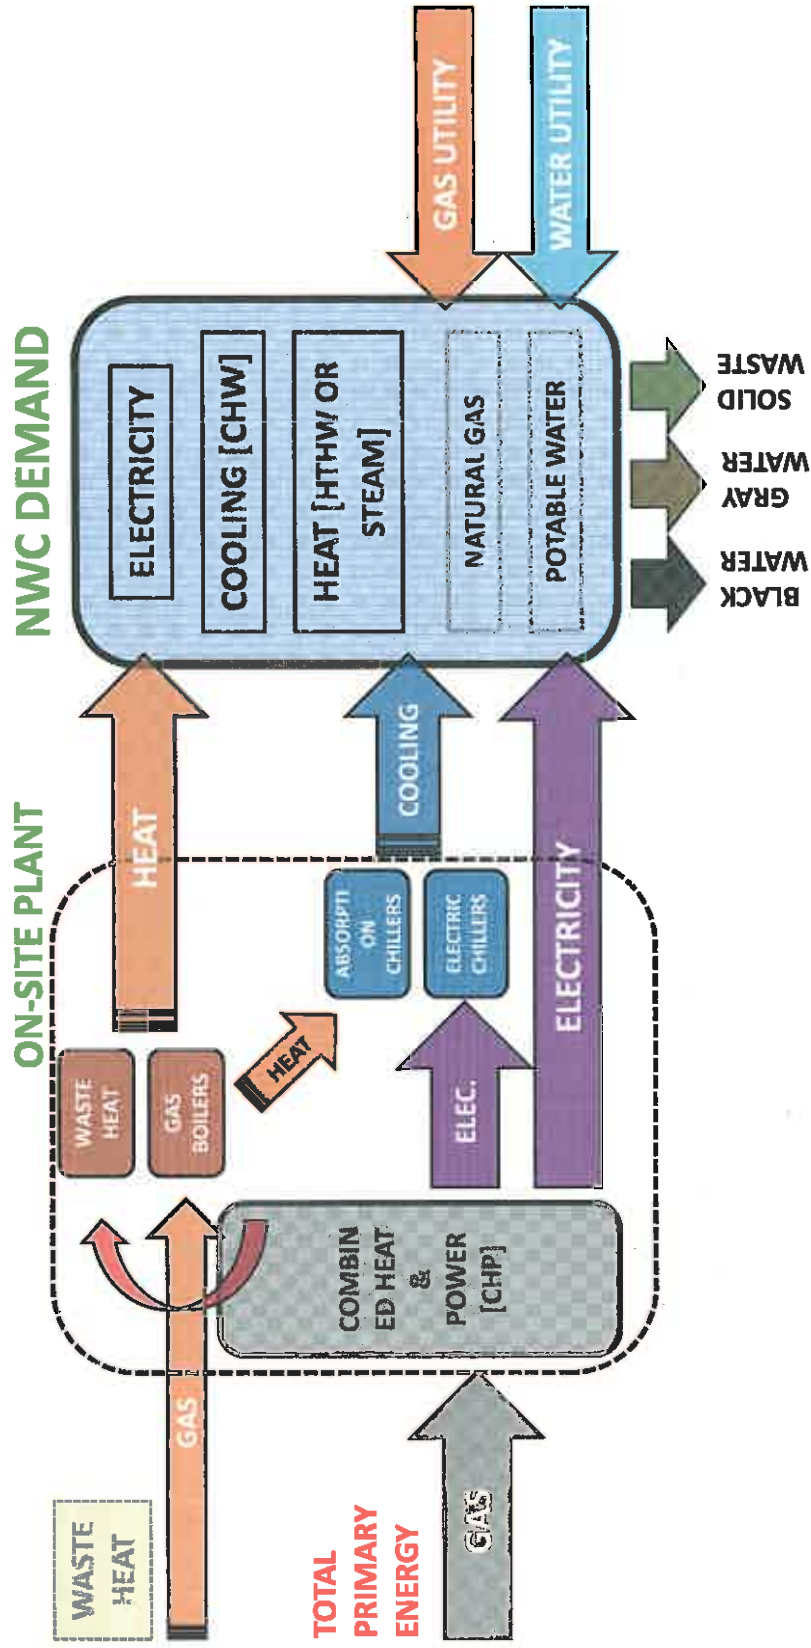 ON-SITE PLANT
NWC DEMAND
WASTE
HEAT
GAS
WASTE
HEAT
GAS
BOILERS
HEAT
HEAT
TOTAL
PRIMARY
ENERGY
GAS
COMBIN
ED HEAT
&
POWER
[CHP]
ELEC.
ABSORPTI
ON
CHILLERS
ELECTRIC
CHILLERS
COOLING
ELECTRICITY
ELECTRICITY
COOLING [CHW]
HEAT [HTHW/ OR
STEAM]
NATURAL GAS
POTABLE WATER
GAS UTILITY
WATER UTILITY
BLACK
WATER
GRAY
WATER
SOLID
WASTE